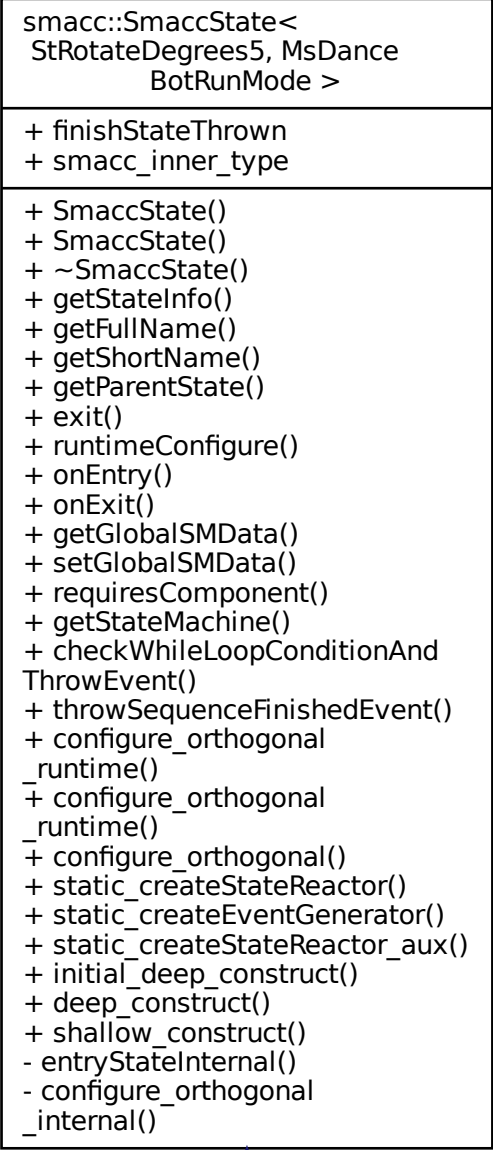 smacc::SmaccState<
StRotateDegrees5, MsDance
BotRunMode >
+ finishStateThrown
+ smacc_inner_type
+ SmaccState()
+ SmaccState()
+ ~SmaccState()
+ getStateInfo()
+ getFullName()
+ getShortName()
+ getParentState()
+ exit()
+ runtimeConfigure()
+ onEntry()
+ onExit()
+ getGlobalSMData()
+ setGlobalSMData()
+ requiresComponent()
+ getStateMachine()
+ checkWhileLoopConditionAnd
ThrowEvent()
+ throwSequenceFinishedEvent()
+ configure_orthogonal
_runtime()
+ configure_orthogonal
_runtime()
+ configure_orthogonal()
+ static_createStateReactor()
+ static_createEventGenerator()
+ static_createStateReactor_aux()
+ initial_deep_construct()
+ deep_construct()
+ shallow_construct()
- entryStateInternal()
- configure_orthogonal
_internal()